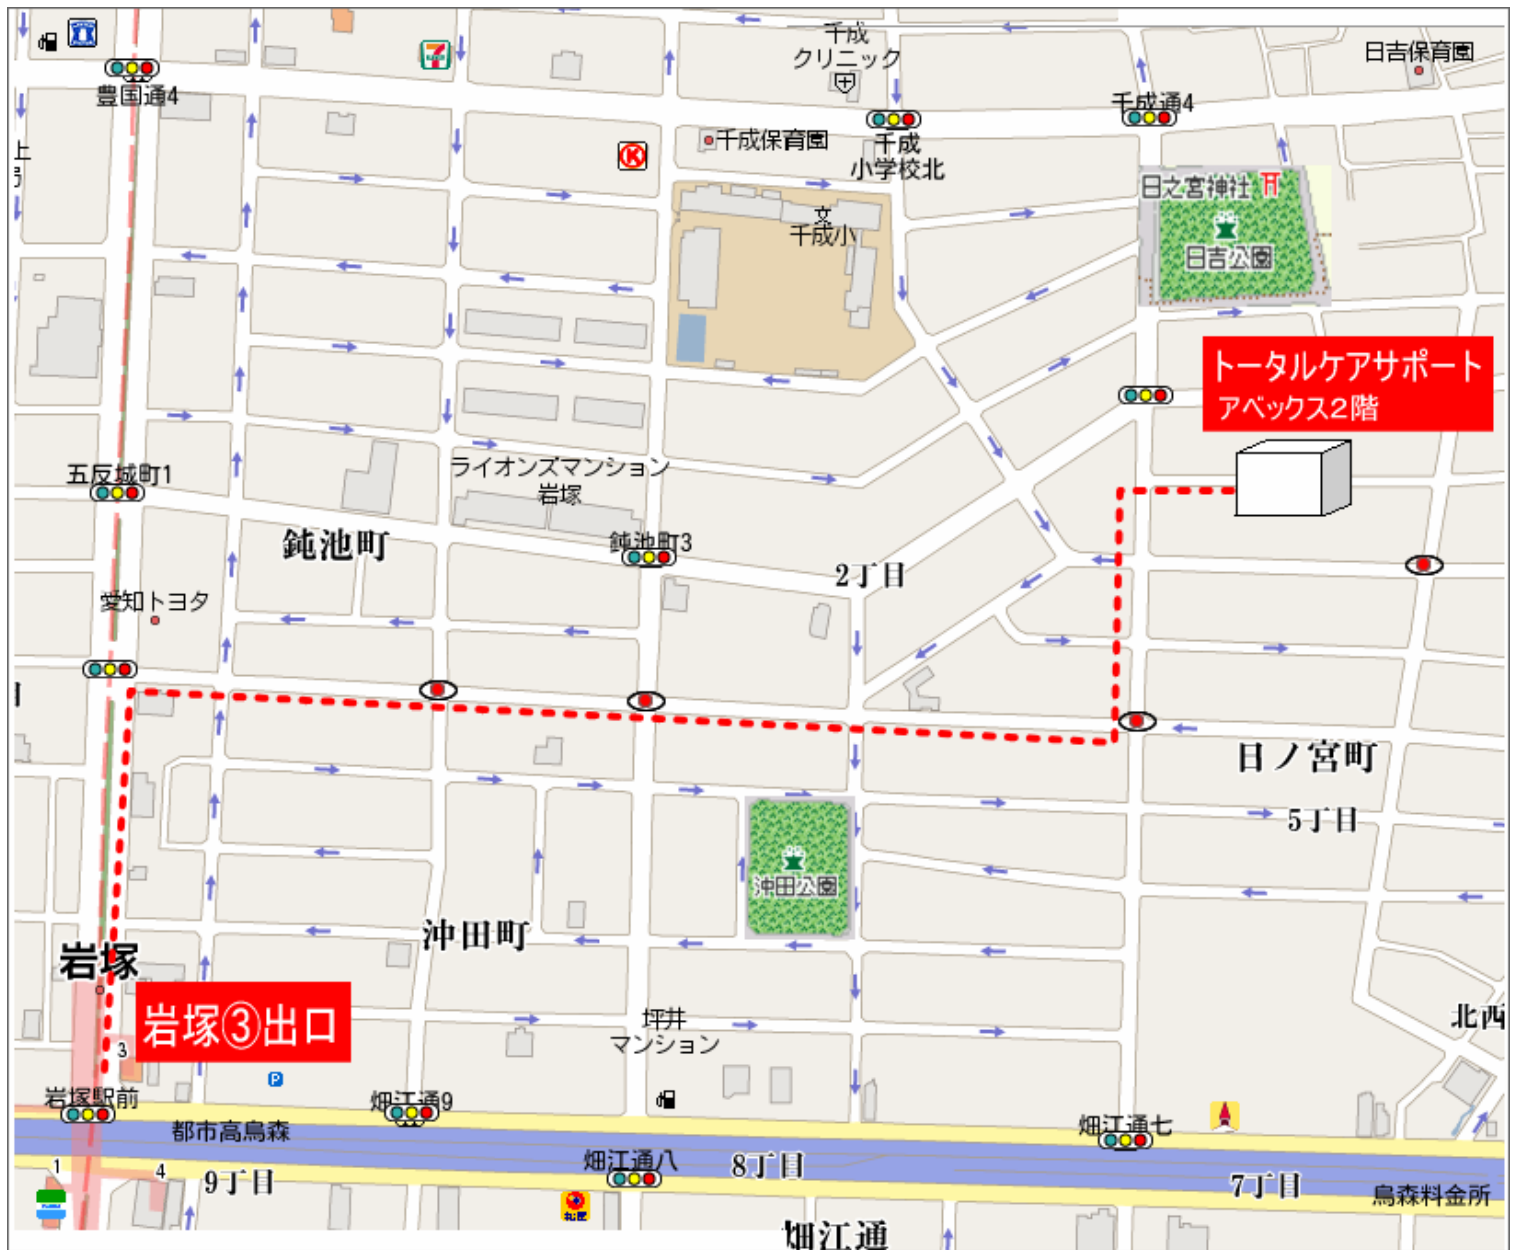 千成
クリニック
日吉保育園
豊国通4
千成通4
千成保育園
千成
小学校北
日之宮神社
文
千成小
日吉公園
トータルケアサポート
アベックス2階
五反城町1
ライオンズマンション
岩塚
鈍池町
鈍池町3
2丁目
愛知トヨタ
日ノ宮町
5丁目
沖田公園
沖田町
岩塚
岩塚③出口
坪井
マンション
北西
3
P
岩塚駅前
畑江通9
都市高烏森
畑江通七
畑江通八
8丁目
1
4
9丁目
7丁目
烏森料金所
畑江通